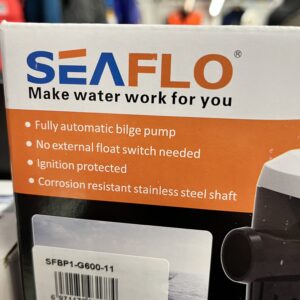 SEAFLO®
Make water work for you
• Fully automatic bilge pump
• No external float switch needed
• Ignition protected
• Corrosion resistant stainless steel shaft
SFBP1-G600-11